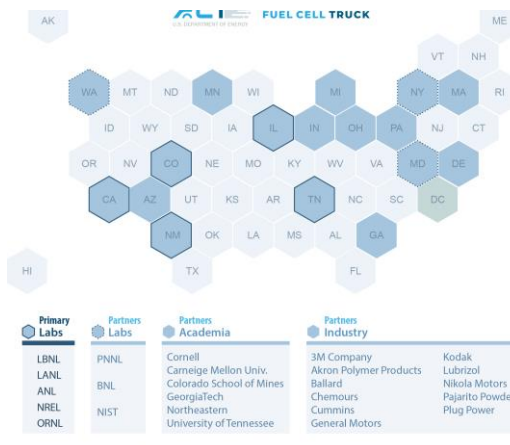 AK
FUEL CELL TRUCK
ME
U.S. DEPARTMENT OF ENERGY
VT NH
WA MT ND MN WI MI NY MA RI
ID WY SD IA IL IN OH PA NJ CT
OR NV CO NE MO KY WV VA MD DE
CA AZ UT KS AR TN NC SC DC
NM OK LA MS AL GA
HI TX FL
Primary Labs
LBNL
LANL
ANL
NREL
ORNL
Partners Labs
PNNL
BNL
NIST
Partners Academia
Cornell
Carneige Mellon Univ.
Colorado School of Mines
GeorgiaTech
Northeastern
University of Tennessee
Partners Industry
3M Company
Akron Polymer Products
Ballard
Chemours
Cummins
General Motors
Kodak
Lubrizol
Nikola Motors
Pajarito Powde
Plug Power